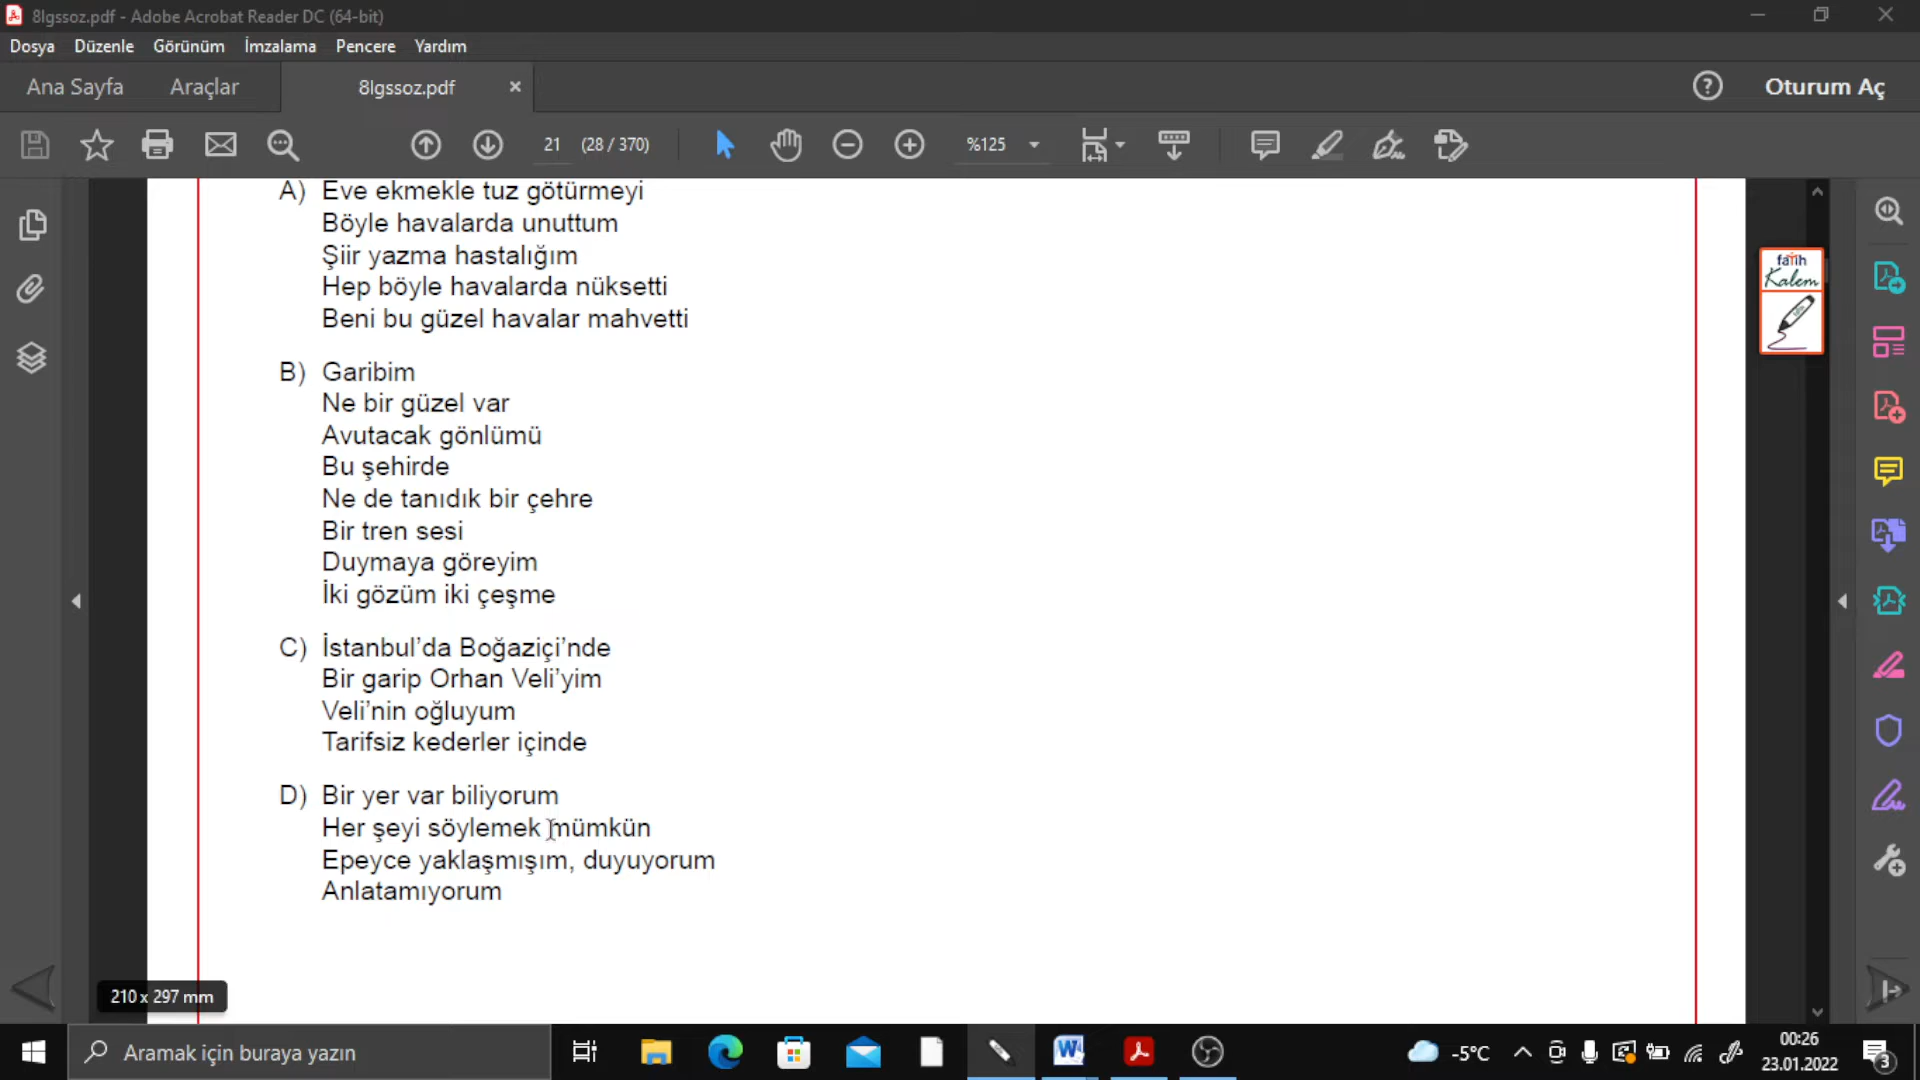 8lgssoz.pdf - Adobe Acrobat Reader DC (64-bit)
Dosya Düzenle Görünüm İmzalama Pencere Yardım
Ana Sayfa Araçlar 8lgssoz.pdf Oturum Aç
21 (28 / 370) %125
A) Eve ekmekle tuz götürmeyi
Böyle havalarda unuttum
Şiir yazma hastalığım
Hep böyle havalarda nüksetti
Beni bu güzel havalar mahvetti
B) Garibim
Ne bir güzel var
Avutacak gönlümü
Bu şehirde
Ne de tanıdık bir çehre
Bir tren sesi
Duymaya göreyim
İki gözüm iki çeşme
C) İstanbul’da Boğaziçi’nde
Bir garip Orhan Veli’yim
Veli’nin oğluyum
Tarifsiz kederler içinde
D) Bir yer var biliyorum
Her şeyi söylemek mümkün
Epeyce yaklaşmışım, duyuyorum
Anlatamıyorum
fatih
Kalem
210 x 297 mm
Aramak için buraya yazın
-5°C
00:26
23.01.2022
3